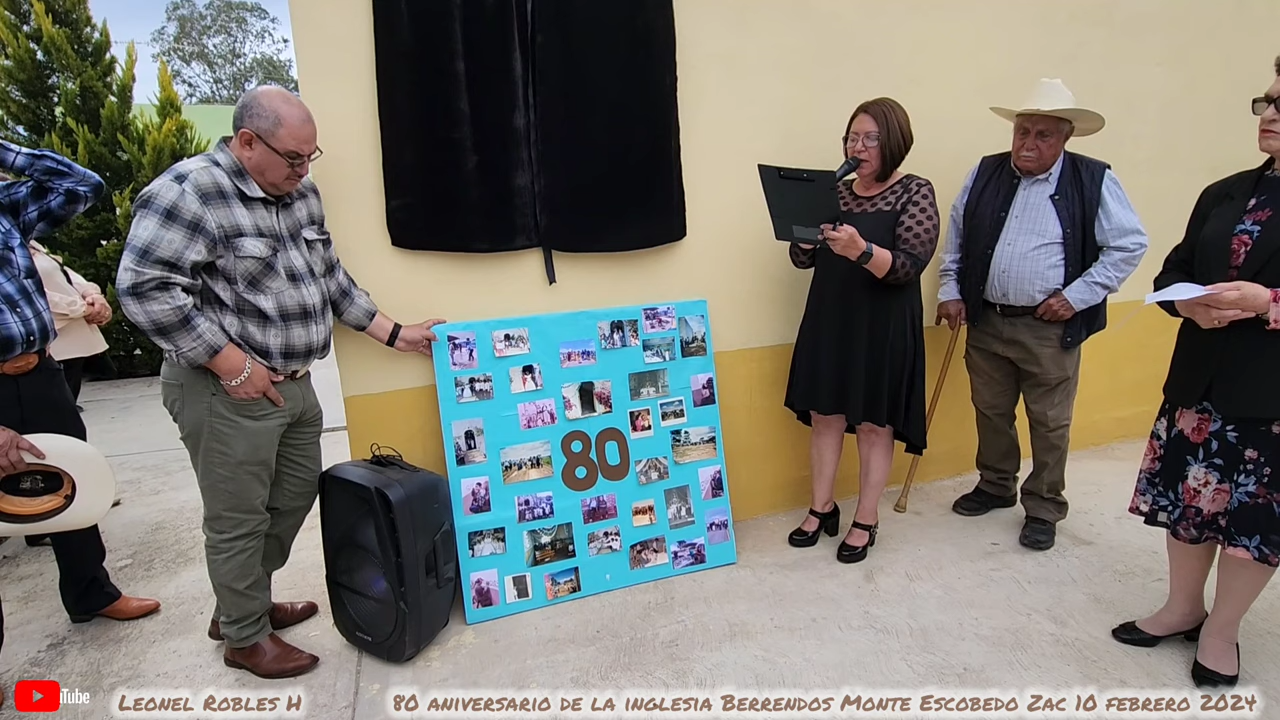 80
Tube
Leonel Robles H
80 aniversario de la inglesia Berrendos Monte Escobedo Zac 10 febrero 2024